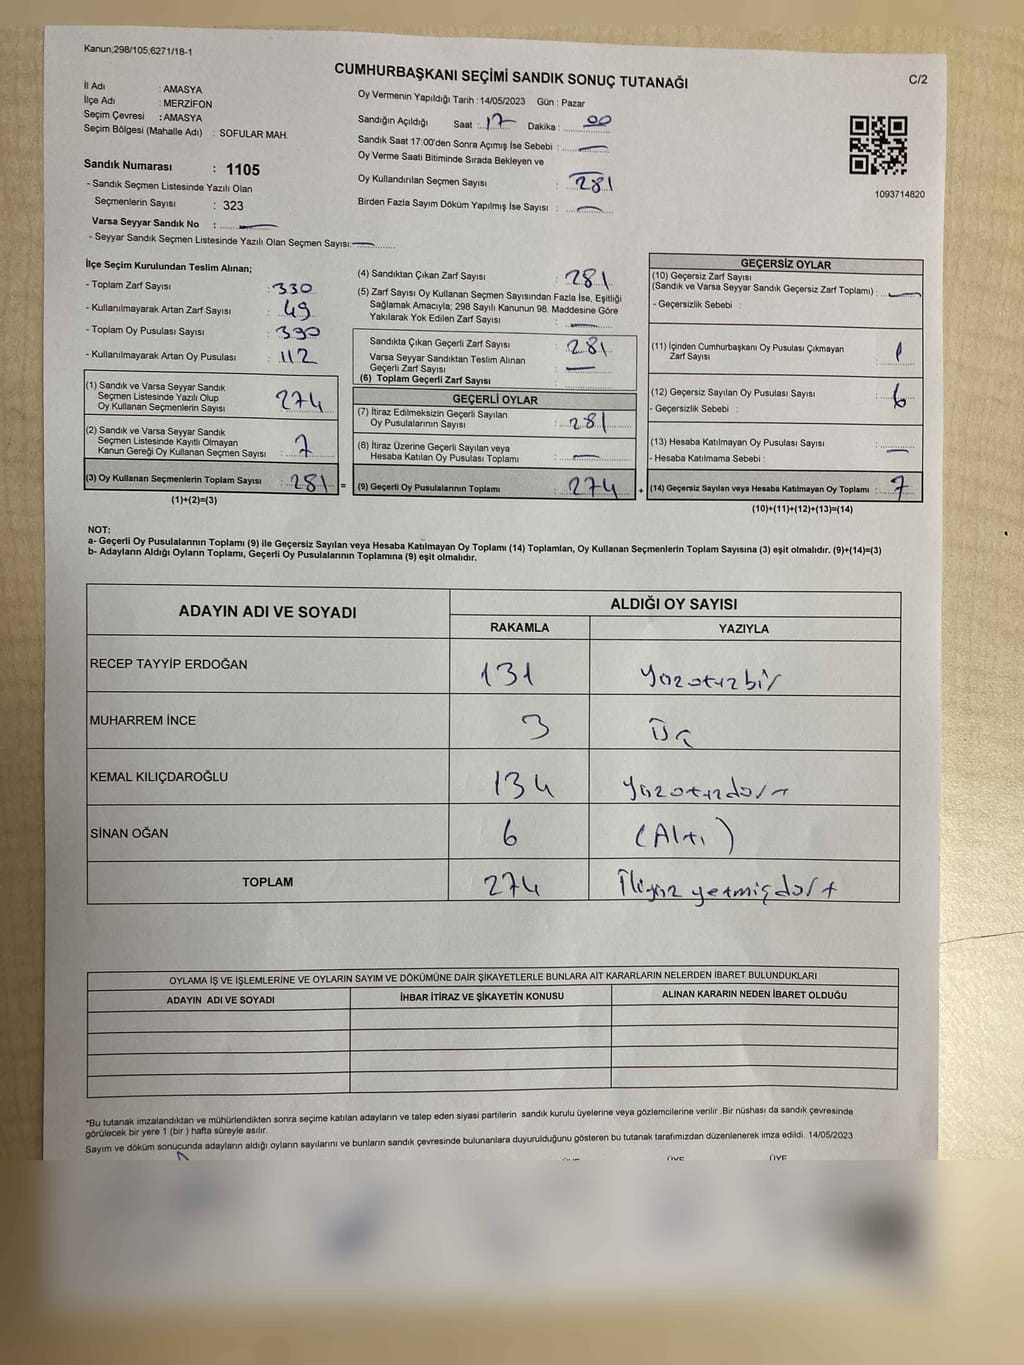 Kanun;298/105;6271/18-1
C/2
CUMHURBAŞKANI SEÇİMİ SANDIK SONUÇ TUTANAĞI
İl Adı : AMASYA
İlçe Adı : MERZİFON
Seçim Çevresi : AMASYA
Seçim Bölgesi (Mahalle Adı) : SOFULAR MAH.
Sandık Numarası : 1105
- Sandık Seçmen Listesinde Yazılı Olan
Seçmenlerin Sayısı : 323
Varsa Seyyar Sandık No :
- Seyyar Sandık Seçmen Listesinde Yazılı Olan Seçmen Sayısı:
Oy Vermenin Yapıldığı Tarih : 14/05/2023 Gün : Pazar
Sandığın Açıldığı Saat : 17 Dakika : 00
Sandık Saat 17:00'den Sonra Açımış İse Sebebi :
Oy Verme Saati Bitiminde Sırada Bekleyen ve
Oy Kullandırılan Seçmen Sayısı : 281
Birden Fazla Sayım Döküm Yapılmış İse Sayısı :
1093714820
İlçe Seçim Kurulundan Teslim Alınan;
- Toplam Zarf Sayısı : 330
- Kullanılmayarak Artan Zarf Sayısı : 49
- Toplam Oy Pusulası Sayısı : 330
- Kullanılmayarak Artan Oy Pusulası : 112
(1) Sandık ve Varsa Seyyar Sandık
Seçmen Listesinde Yazılı Olup
Oy Kullanan Seçmenlerin Sayısı : 274
(2) Sandık ve Varsa Seyyar Sandık
Seçmen Listesinde Kayıtlı Olmayan
Kanun Gereği Oy Kullanan Seçmen Sayısı : 7
(3) Oy Kullanan Seçmenlerin Toplam Sayısı : 281 =
(1)+(2)=(3)
(4) Sandıktan Çıkan Zarf Sayısı : 281
(5) Zarf Sayısı Oy Kullanan Seçmen Sayısından Fazla İse, Eşitliği
Sağlamak Amacıyla; 298 Sayılı Kanunun 98. Maddesine Göre
Yakılarak Yok Edilen Zarf Sayısı :
Sandıkta Çıkan Geçerli Zarf Sayısı : 281
Varsa Seyyar Sandıktan Teslim Alınan
Geçerli Zarf Sayısı :
(6) Toplam Geçerli Zarf Sayısı :
GEÇERLİ OYLAR
(7) İtiraz Edilmeksizin Geçerli Sayılan
Oy Pusulalarının Sayısı : 281
(8) İtiraz Üzerine Geçerli Sayılan veya
Hesaba Katılan Oy Pusulası Toplamı :
(9) Geçerli Oy Pusulalarının Toplamı : 274 +
GEÇERSİZ OYLAR
(10) Geçersiz Zarf Sayısı
(Sandık ve Varsa Seyyar Sandık Geçersiz Zarf Toplamı) :
- Geçersizlik Sebebi :
(11) İçinden Cumhurbaşkanı Oy Pusulası Çıkmayan
Zarf Sayısı : 1
(12) Geçersiz Sayılan Oy Pusulası Sayısı : 6
- Geçersizlik Sebebi :
(13) Hesaba Katılmayan Oy Pusulası Sayısı :
- Hesaba Katılmama Sebebi :
(14) Geçersiz Sayılan veya Hesaba Katılmayan Oy Toplamı : 7
(10)+(11)+(12)+(13)=(14)
NOT:
a- Geçerli Oy Pusulalarının Toplamı (9) ile Geçersiz Sayılan veya Hesaba Katılmayan Oy Toplamı (14) Toplamları, Oy Kullanan Seçmenlerin Toplam Sayısına (3) eşit olmalıdır. (9)+(14)=(3)
b- Adayların Aldığı Oyların Toplamı, Geçerli Oy Pusulalarının Toplamına (9) eşit olmalıdır.
ADAYIN ADI VE SOYADI ALDIĞI OY SAYISI
RAKAMLA YAZIYLA
RECEP TAYYİP ERDOĞAN 131 Yüzotuzbir
MUHARREM İNCE 3 Üç
KEMAL KILIÇDAROĞLU 134 Yüzotuzdört
SİNAN OĞAN 6 (Altı)
TOPLAM 274 İkiyüz yetmişdört
OYLAMA İŞ VE İŞLEMLERİNE VE OYLARIN SAYIM VE DÖKÜMÜNE DAİR ŞİKAYETLERLE BUNLARA AİT KARARLARIN NELERDEN İBARET BULUNDUKLARI
ADAYIN ADI VE SOYADI İHBAR İTİRAZ VE ŞİKAYETİN KONUSU ALINAN KARARIN NEDEN İBARET OLDUĞU
*Bu tutanak imzalandıktan ve mühürlendikten sonra seçime katılan adayların ve talep eden siyasi partilerin sandık kurulu üyelerine veya gözlemcilerine verilir .Bir nüshası da sandık çevresinde
görülecek bir yere 1 (bir ) hafta süreyle asılır.
Sayım ve döküm sonucunda adayların aldığı oyların sayılarını ve bunların sandık çevresinde bulunanlara duyurulduğunu gösteren bu tutanak tarafımızdan düzenlenerek imza edildi. 14/05/2023